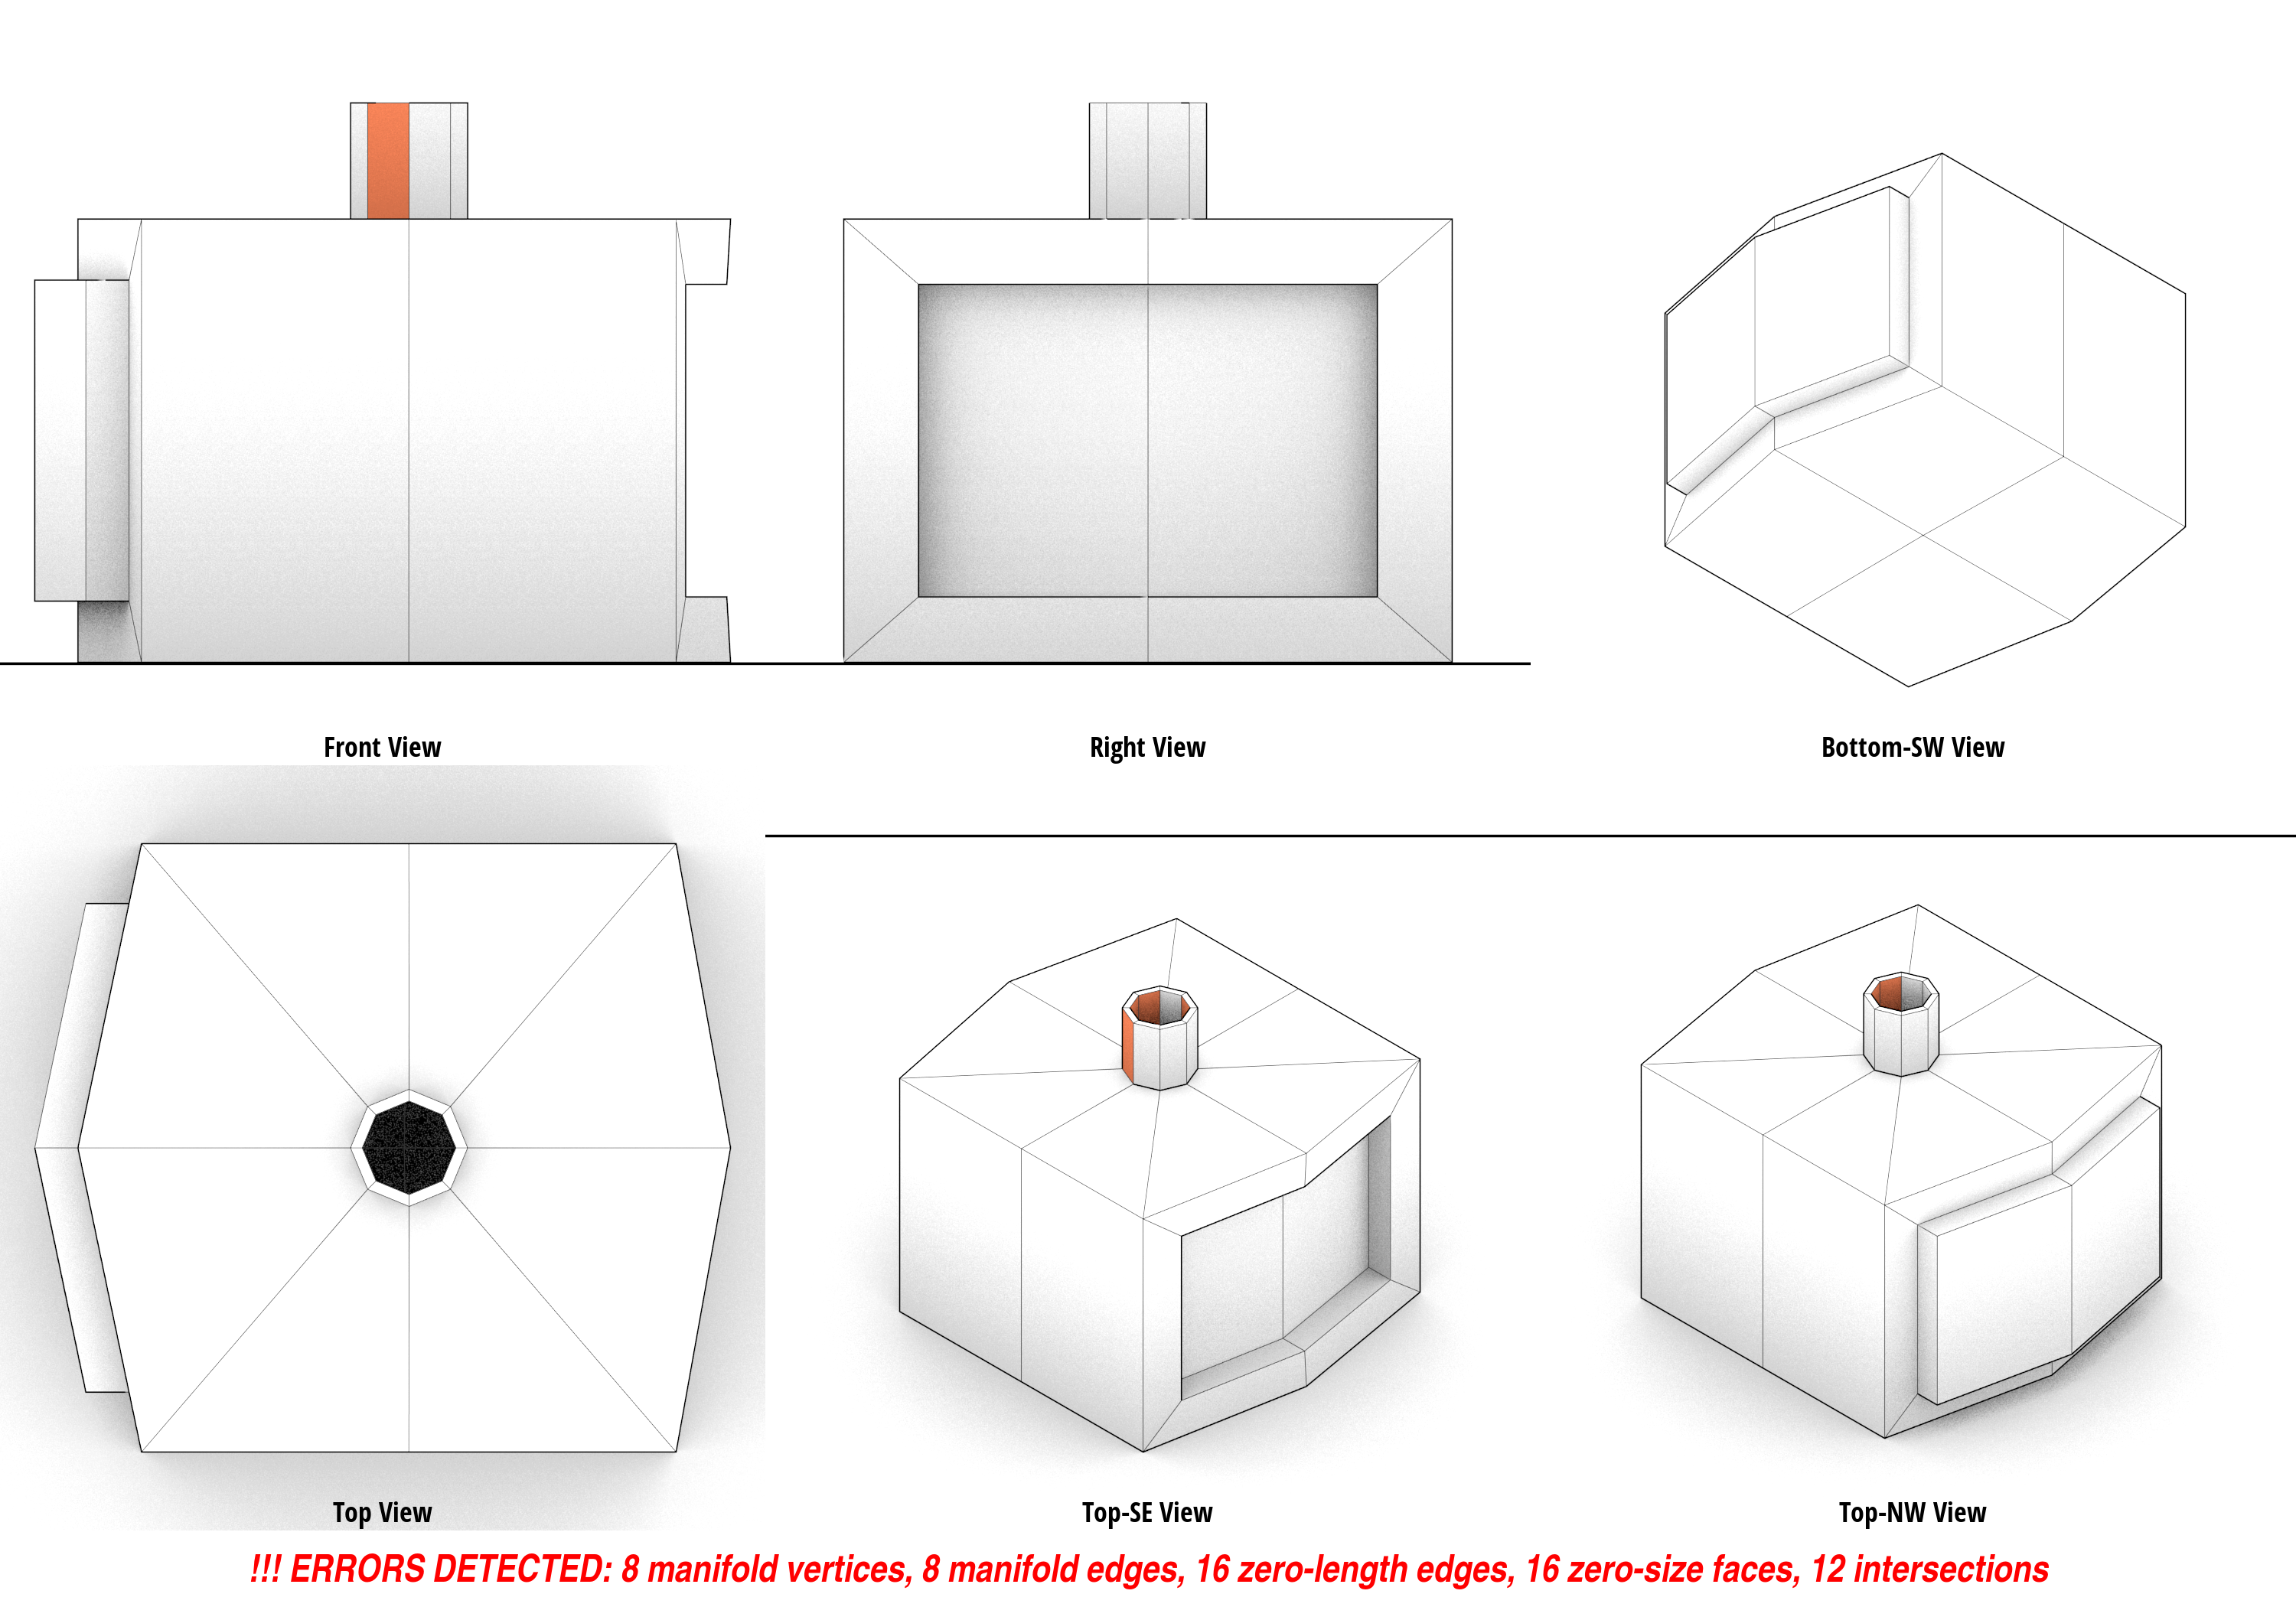 Front View
Right View
Bottom-SW View
Top View
Top-SE View
Top-NW View
!!! ERRORS DETECTED: 8 manifold vertices, 8 manifold edges, 16 zero-length edges, 16 zero-size faces, 12 intersections